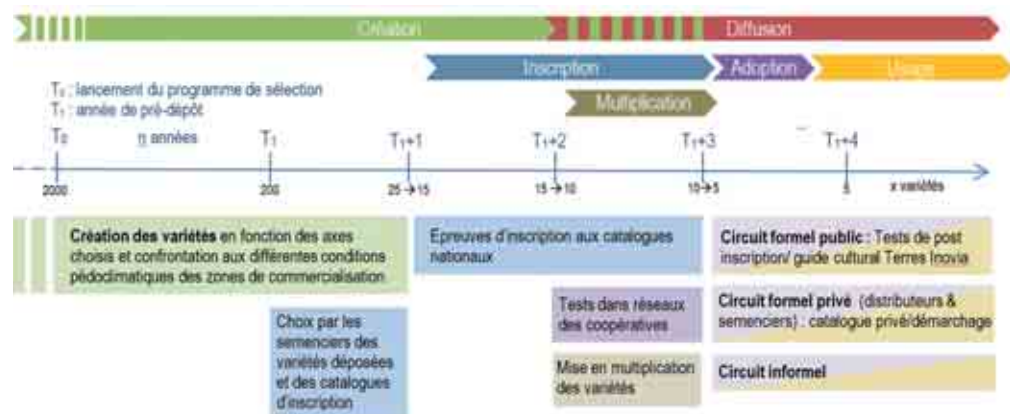 Création
Diffusion
Inscription
Adoption
Usage
Multiplication
T₀ : lancement du programme de sélection
T₁ : année de pré-dépôt
T₀ n années T₁ T₁+1 T₁+2 T₁+3 T₁+4
2000 200 25→15 15→10 10→5 5 x variétés
Création des variétés en fonction des axes
choisis et confrontation aux différentes conditions
pédoclimatiques des zones de commercialisation
Epreuves d'inscription aux catalogues
nationaux
Circuit formel public : Tests de post
inscription/ guide cultural Terres Inovia
Choix par les
semenciers des
variétés déposées
et des catalogues
d'inscription
Tests dans réseaux
des coopératives
Circuit formel privé (distributeurs &
semenciers) : catalogue privé/démarchage
Mise en multiplication
des variétés
Circuit informel